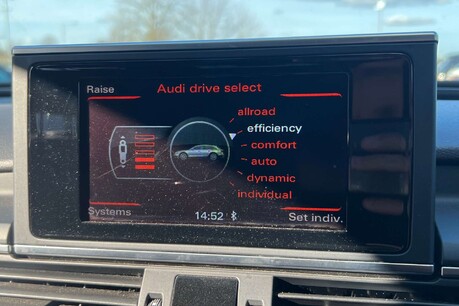 Raise
Audi drive select
allroad
efficiency
comfort
auto
dynamic
individual
Systems
14:52
Set indiv.